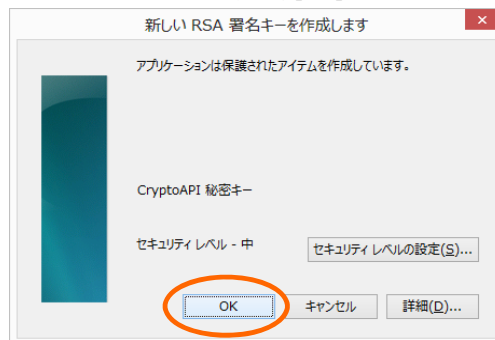 新しい RSA 署名キーを作成します
アプリケーションは保護されたアイテムを作成しています。
CryptoAPI 秘密キー
セキュリティ レベル - 中
セキュリティ レベルの設定(S)...
OK
キャンセル
詳細(D)...